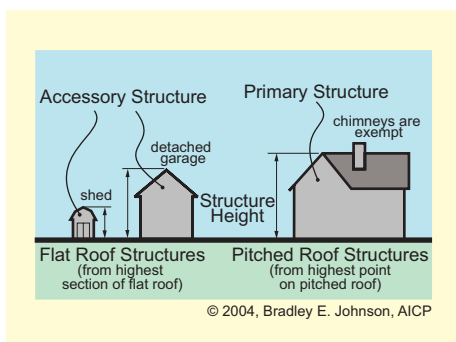 Accessory Structure
Primary Structure
chimneys are
exempt
detached
garage
shed
Structure
Height
Flat Roof Structures
(from highest
section of flat roof)
Pitched Roof Structures
(from highest point
on pitched roof)
© 2004, Bradley E. Johnson, AICP